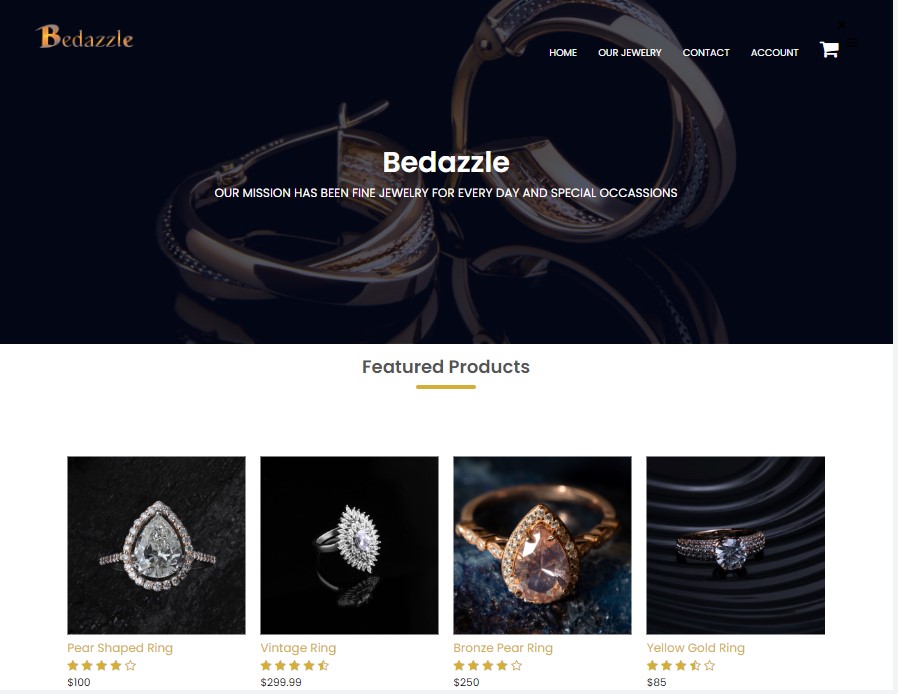 Bedazzle
HOME OUR JEWELRY CONTACT ACCOUNT
Bedazzle
OUR MISSION HAS BEEN FINE JEWELRY FOR EVERY DAY AND SPECIAL OCCASSIONS
Featured Products
Pear Shaped Ring
$100
Vintage Ring
$299.99
Bronze Pear Ring
$250
Yellow Gold Ring
$85